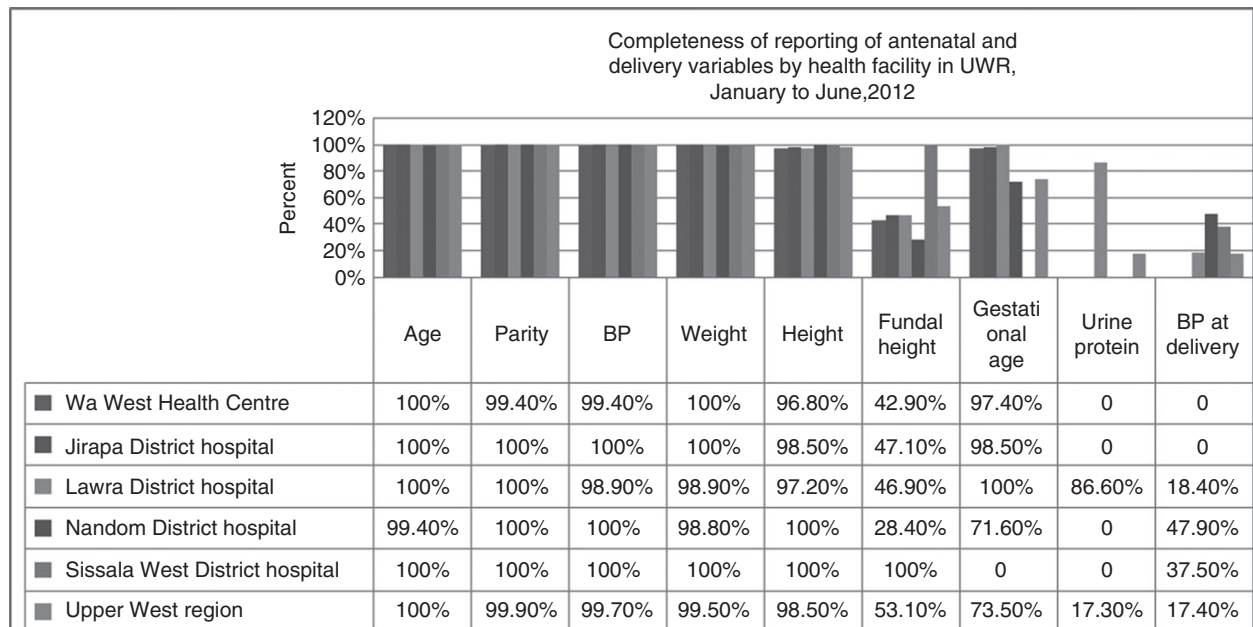 Completeness of reporting of antenatal and
delivery variables by health facility in UWR,
January to June,2012
120%
100%
80%
60%
40%
20%
0%
Percent
Age Parity BP Weight Height Fundal height Gestati onal age Urine protein BP at delivery
Wa West Health Centre 100% 99.40% 99.40% 100% 96.80% 42.90% 97.40% 0 0
Jirapa District hospital 100% 100% 100% 100% 98.50% 47.10% 98.50% 0 0
Lawra District hospital 100% 100% 98.90% 98.90% 97.20% 46.90% 100% 86.60% 18.40%
Nandom District hospital 99.40% 100% 100% 98.80% 100% 28.40% 71.60% 0 47.90%
Sissala West District hospital 100% 100% 100% 100% 100% 100% 0 0 37.50%
Upper West region 100% 99.90% 99.70% 99.50% 98.50% 53.10% 73.50% 17.30% 17.40%